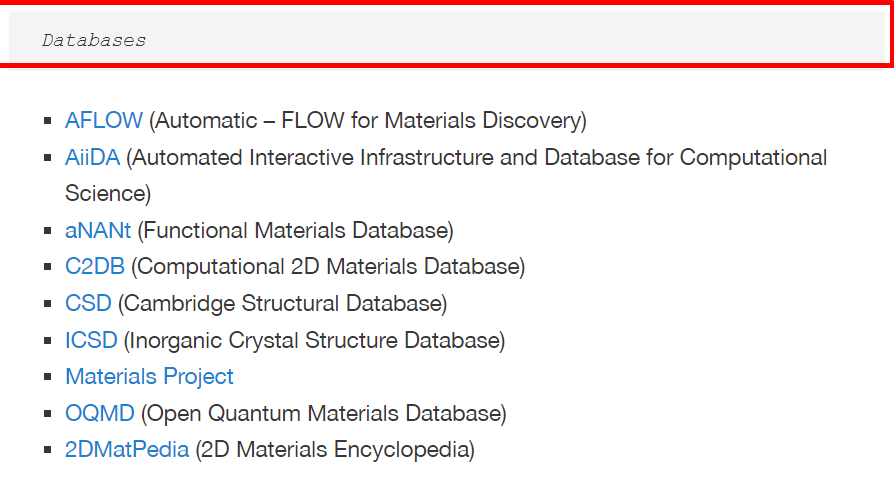 Databases
AFLOW (Automatic – FLOW for Materials Discovery)
AiiDA (Automated Interactive Infrastructure and Database for Computational
Science)
aNANt (Functional Materials Database)
C2DB (Computational 2D Materials Database)
CSD (Cambridge Structural Database)
ICSD (Inorganic Crystal Structure Database)
Materials Project
OQMD (Open Quantum Materials Database)
2DMatPedia (2D Materials Encyclopedia)